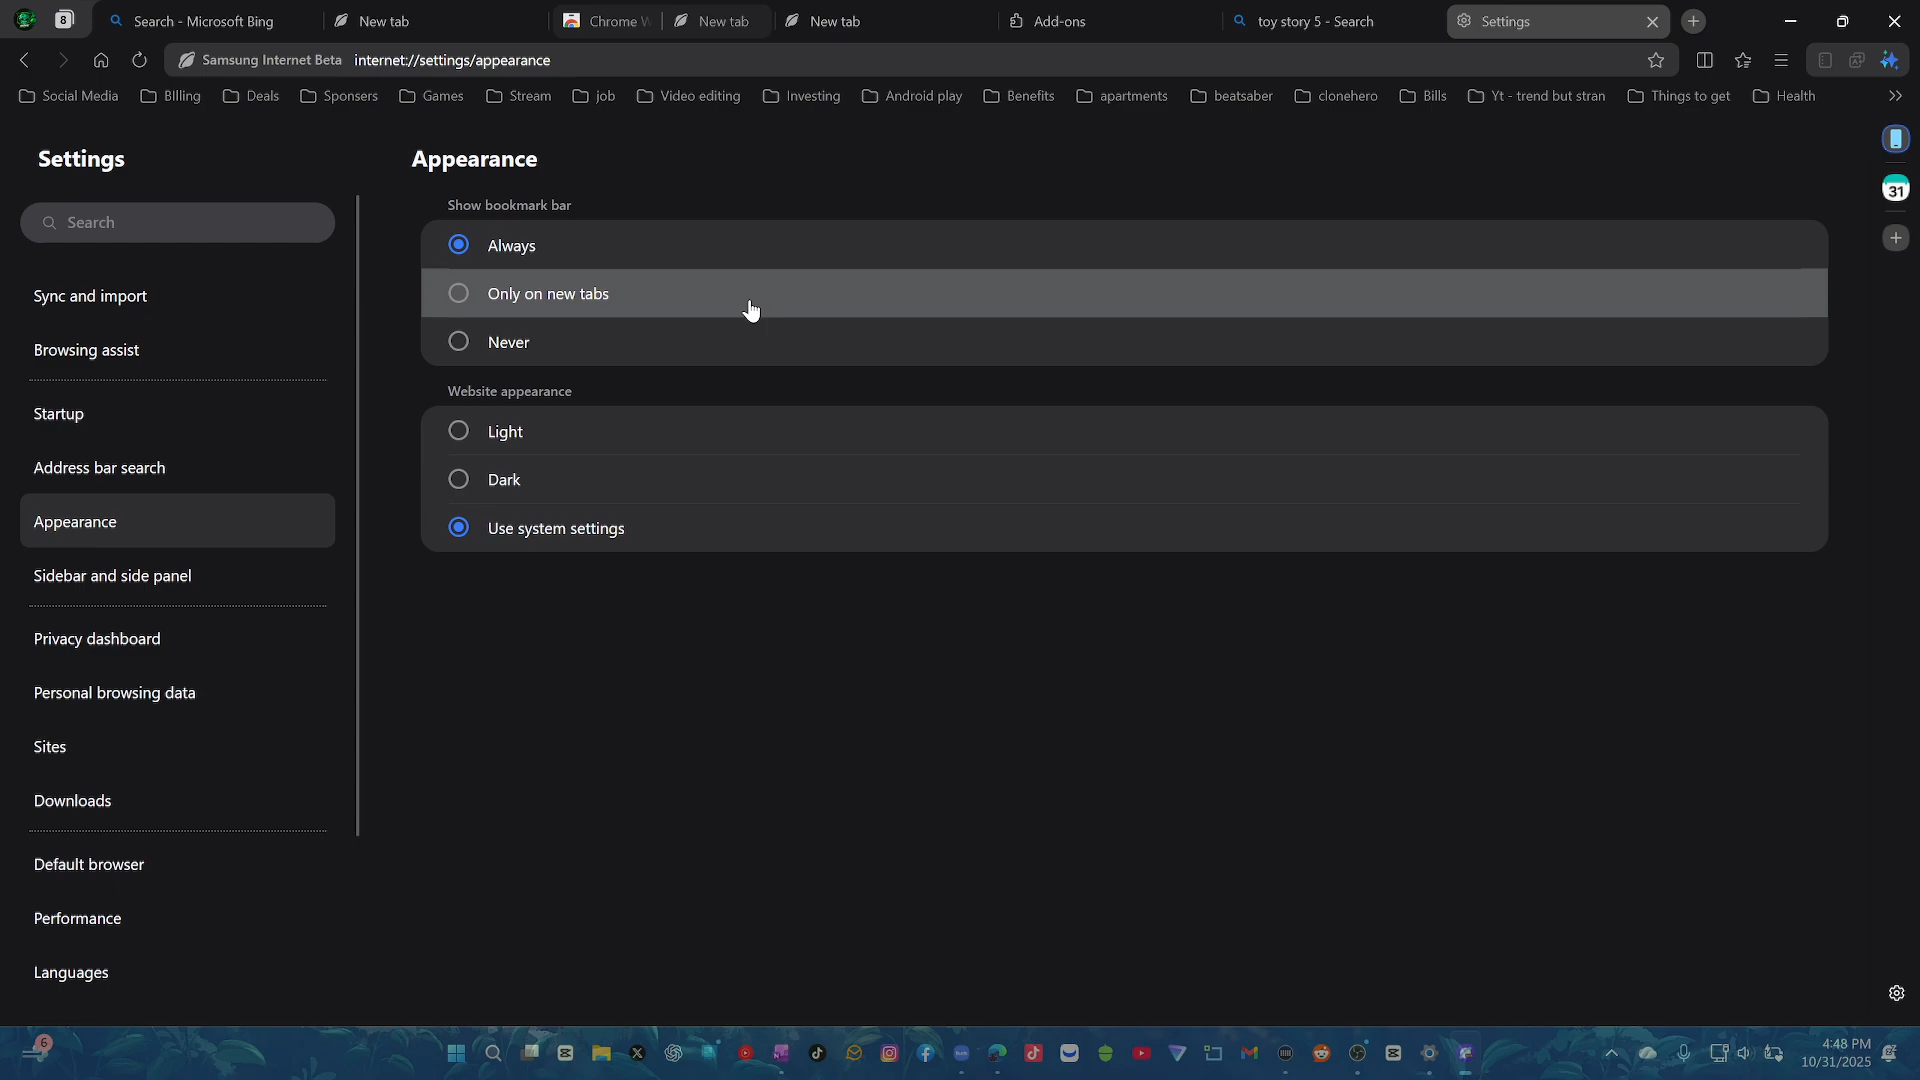 8
Search - Microsoft Bing
New tab
Chrome W
New tab
New tab
Add-ons
toy story 5 - Search
Settings
Samsung Internet Beta internet://settings/appearance
Social Media
BIlling
Deals
Sponsers
Games
Stream
job
Video editing
Investing
Android play
Benefits
apartments
beatsaber
clonehero
Bills
Yt - trend but stran
Things to get
Health
31
Settings
Search
Sync and import
Browsing assist
Startup
Address bar search
Appearance
Sidebar and side panel
Privacy dashboard
Personal browsing data
Sites
Downloads
Default browser
Performance
Languages
Appearance
Show bookmark bar
Always
Only on new tabs
Never
Website appearance
Light
Dark
Use system settings
6
4:48 PM
10/31/2025